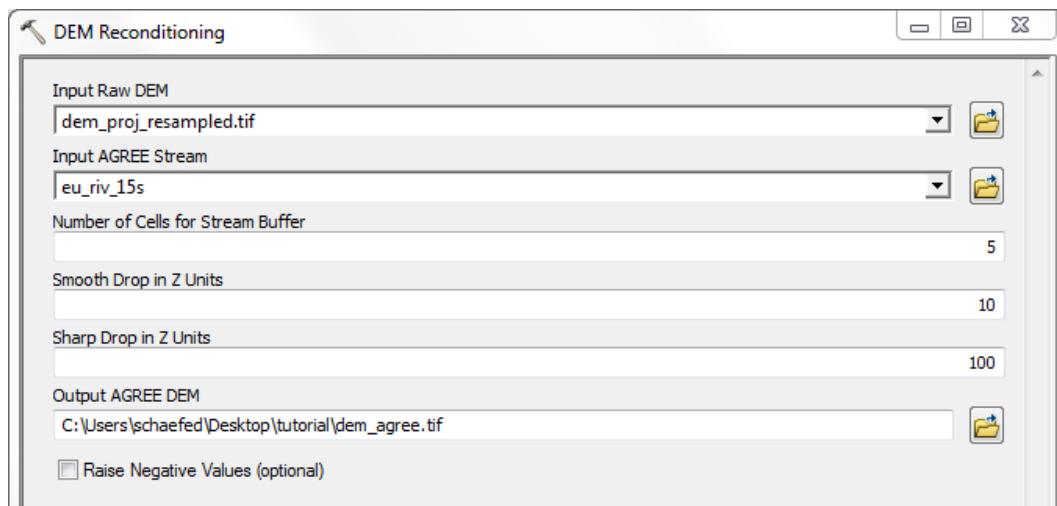 DEM Reconditioning
Input Raw DEM
dem_proj_resampled.tif
Input AGREE Stream
eu_riv_15s
Number of Cells for Stream Buffer
5
Smooth Drop in Z Units
10
Sharp Drop in Z Units
100
Output AGREE DEM
C:\Users\schaefed\Desktop\tutorial\dem_agree.tif
Raise Negative Values (optional)